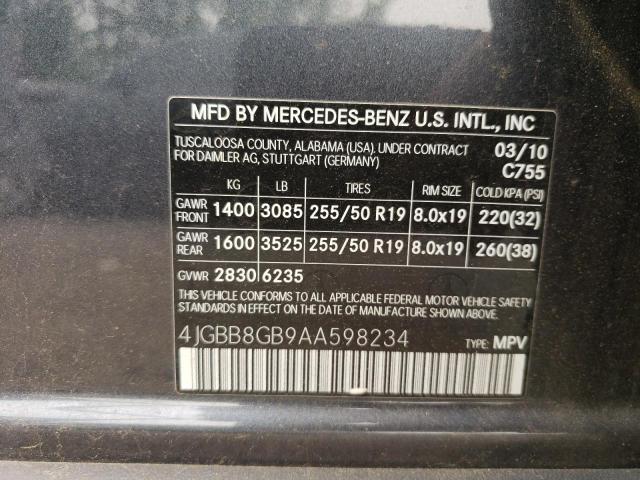 MFD BY MERCEDES-BENZ U.S. INTL., INC
TUSCALOOSA COUNTY, ALABAMA (USA). UNDER CONTRACT 03/10
FOR DAIMLER AG, STUTTGART (GERMANY) C755
KG LB TIRES RIM SIZE COLD KPA (PSI)
GAWR FRONT 1400 3085 255/50 R19 8.0x19 220(32)
GAWR REAR 1600 3525 255/50 R19 8.0x19 260(38)
GVWR 2830 6235
THIS VEHICLE CONFORMS TO ALL APPLICABLE FEDERAL MOTOR VEHICLE SAFETY
STANDARDS IN EFFECT ON THE DATE OF MANUFACTURE SHOWN ABOVE.
4JGBB8GB9AA598234 TYPE: MPV